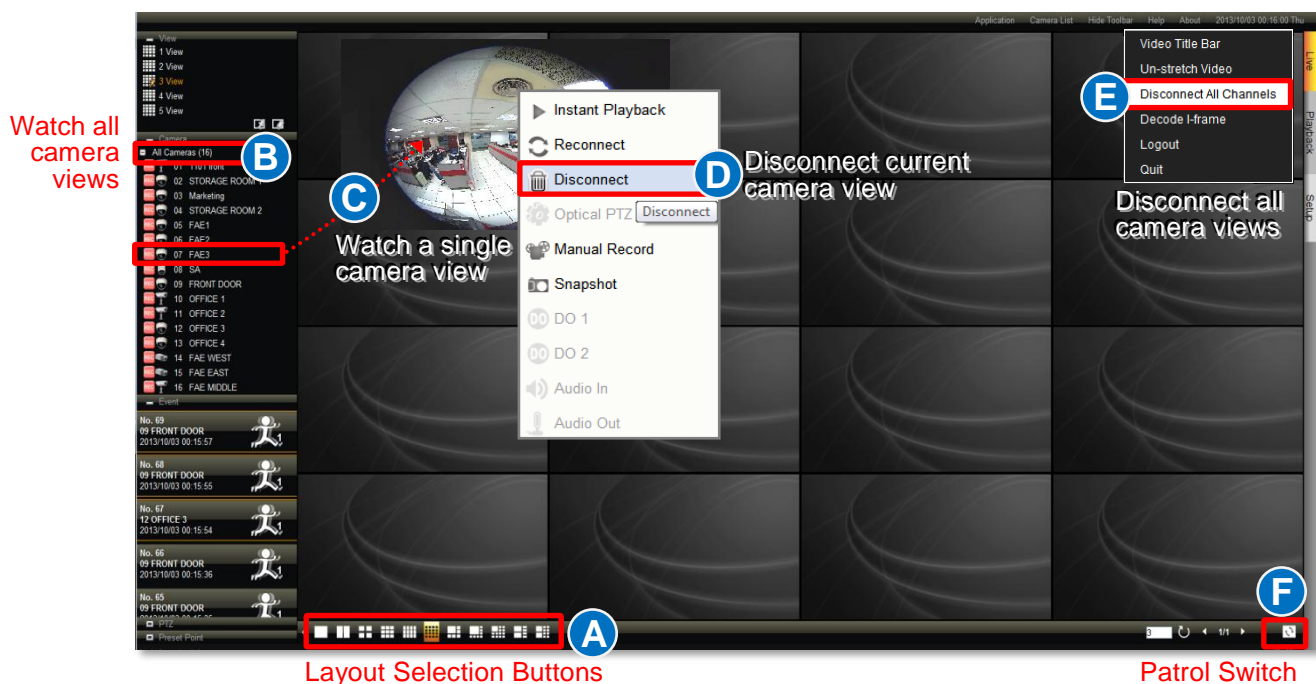 Application Camera List Hide Toolbar Help About 2013/10/03 00:16:00 Thu
View
1 View
2 View
3 View
4 View
5 View
Camera
All Cameras (16)
01 1101 front
02 STORAGE ROOM 1
03 Marketing
04 STORAGE ROOM 2
05 FAE1
06 FAE2
07 FAE3
08 SA
09 FRONT DOOR
10 OFFICE 1
11 OFFICE 2
12 OFFICE 3
13 OFFICE 4
14 FAE WEST
15 FAE EAST
16 FAE MIDDLE
Event
No. 69
09 FRONT DOOR
2013/10/03 00:15:57
No. 68
09 FRONT DOOR
2013/10/03 00:15:55
No. 67
12 OFFICE 3
2013/10/03 00:15:54
No. 66
09 FRONT DOOR
2013/10/03 00:15:36
No. 65
09 FRONT DOOR
PTZ
Preset Point
Watch all
camera
views
B
C
Watch a single
camera view
Instant Playback
Reconnect
Disconnect
Optical PTZ
Disconnect
Manual Record
Snapshot
DO DO 1
DO DO 2
Audio In
Audio Out
D
Disconnect current
camera view
Video Title Bar
Un-stretch Video
Disconnect All Channels
Decode I-frame
Logout
Quit
E
Disconnect all
camera views
Live
Playback
Setup
A
Layout Selection Buttons
3
1/1
F
Patrol Switch